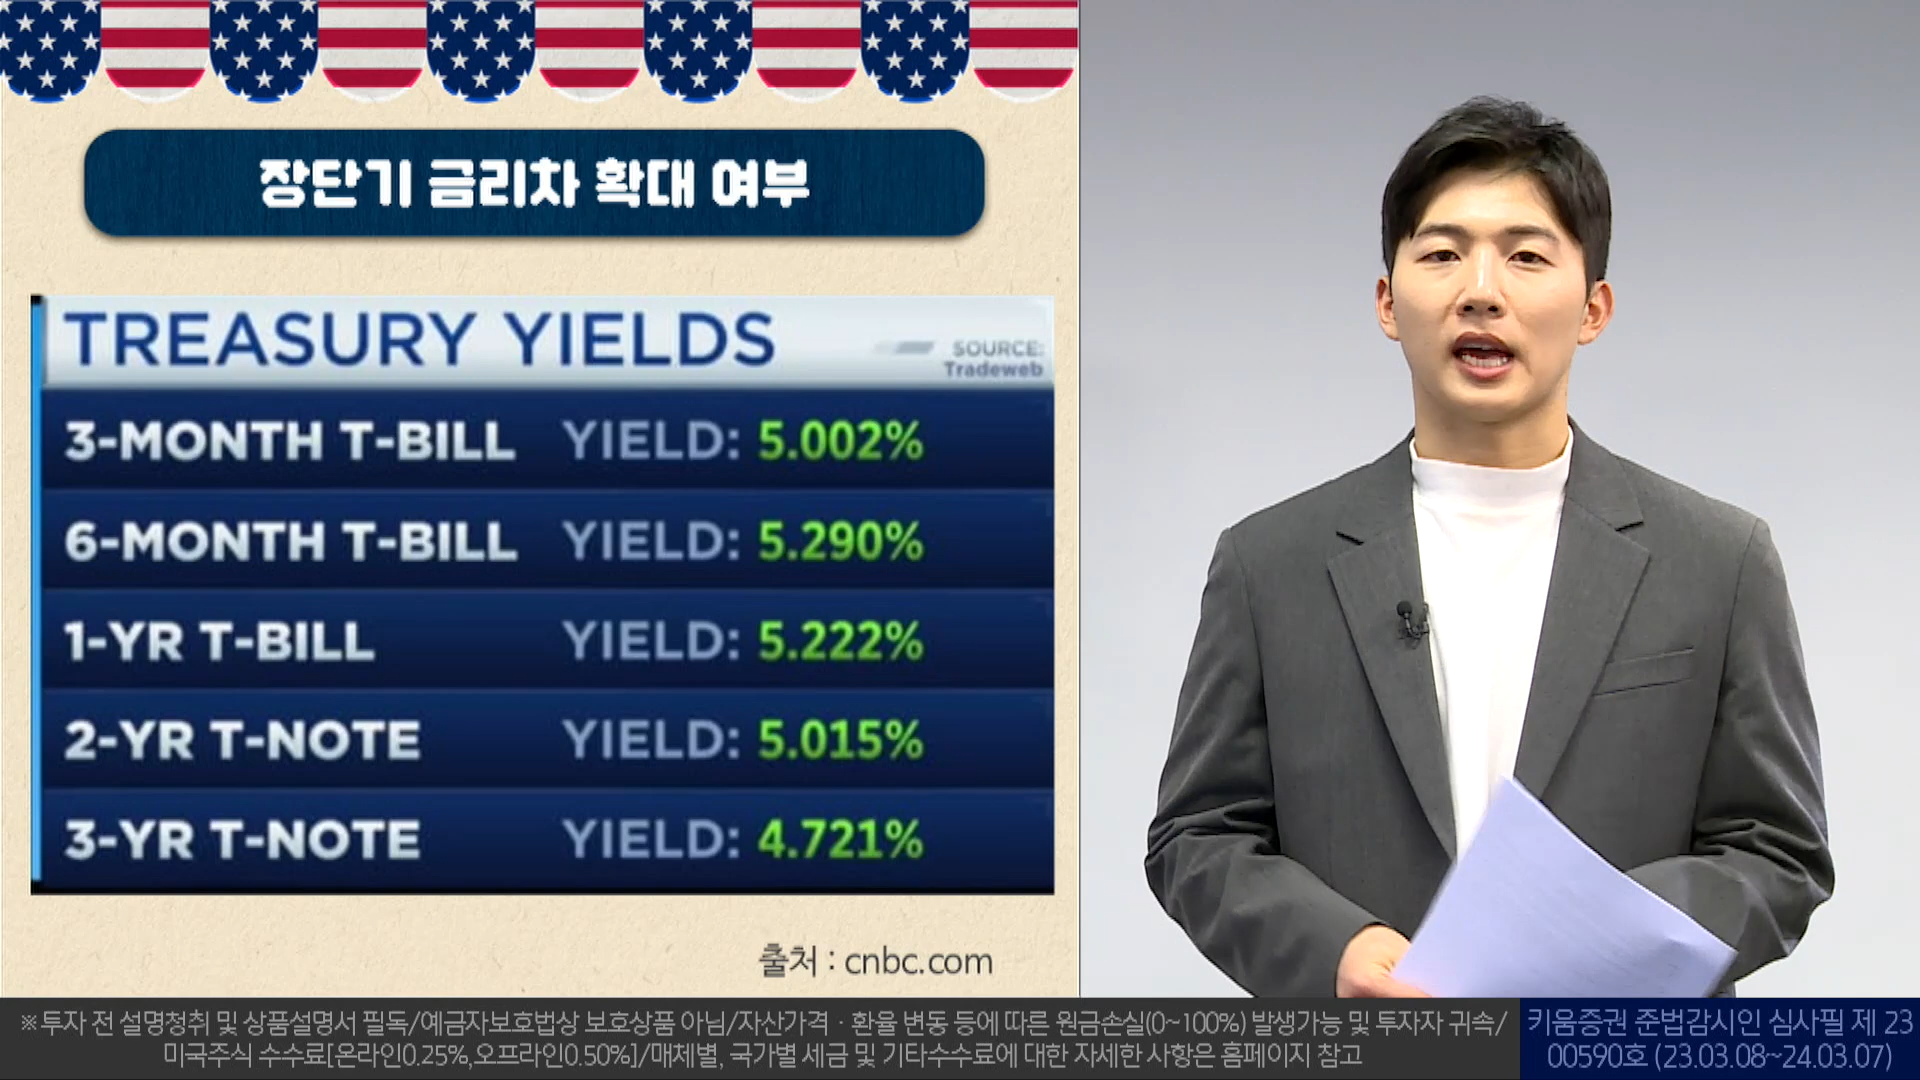 장단기 금리차 확대 여부
TREASURY YIELDS
SOURCE:
Tradeweb
3-MONTH T-BILL YIELD: 5.002%
6-MONTH T-BILL YIELD: 5.290%
1-YR T-BILL YIELD: 5.222%
2-YR T-NOTE YIELD: 5.015%
3-YR T-NOTE YIELD: 4.721%
출처 : cnbc.com
※투자 전 설명청취 및 상품설명서 필독/예금자보호법상 보호상품 아님/자산가격 · 환율 변동 등에 따른 원금손실(0~100%) 발생가능 및 투자자 귀속/
미국주식 수수료[온라인0.25%,오프라인0.50%]/매체별, 국가별 세금 및 기타수수료에 대한 자세한 사항은 홈페이지 참고
키움증권 준법감시인 심사필 제 23
00590호 (23.03.08~24.03.07)